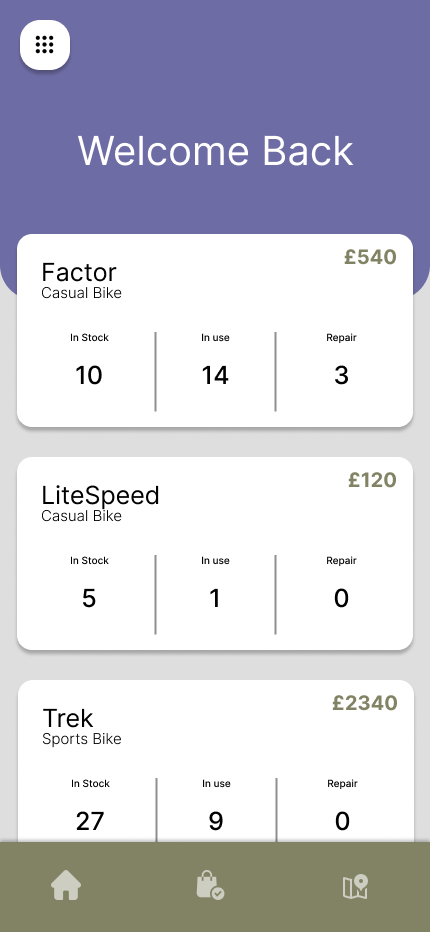 Welcome Back
£540
Factor
Casual Bike
In Stock In use Repair
10 14 3
£120
LiteSpeed
Casual Bike
In Stock In use Repair
5 1 0
£2340
Trek
Sports Bike
In Stock In use Repair
27 9 0